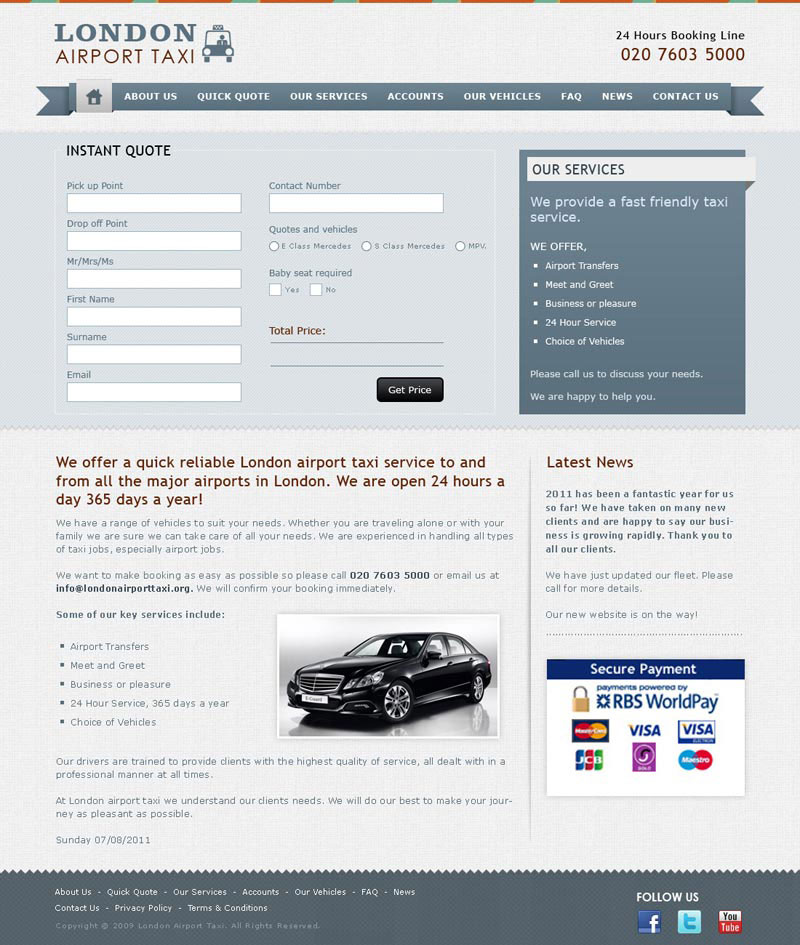 LONDON
AIRPORT TAXI
24 Hours Booking Line
020 7603 5000
ABOUT US QUICK QUOTE OUR SERVICES ACCOUNTS OUR VEHICLES FAQ NEWS CONTACT US
INSTANT QUOTE
Pick up Point
Drop off Point
Mr/Mrs/Ms
First Name
Surname
Email
Contact Number
Quotes and vehicles
E Class Mercedes S Class Mercedes MPV.
Baby seat required
Yes No
Total Price:
Get Price
OUR SERVICES
We provide a fast friendly taxi
service.
WE OFFER,
Airport Transfers
Meet and Greet
Business or pleasure
24 Hour Service
Choice of Vehicles
Please call us to discuss your needs.
We are happy to help you.
We offer a quick reliable London airport taxi service to and
from all the major airports in London. We are open 24 hours a
day 365 days a year!
We have a range of vehicles to suit your needs. Whether you are traveling alone or with your
family we are sure we can take care of all your needs. We are experienced in handling all types
of taxi jobs, especially airport jobs.
We want to make booking as easy as possible so please call 020 7603 5000 or email us at
info@londonairporttaxi.org. We will confirm your booking immediately.
Some of our key services include:
Airport Transfers
Meet and Greet
Business or pleasure
24 Hour Service, 365 days a year
Choice of Vehicles
Our drivers are trained to provide clients with the highest quality of service, all dealt with in a
professional manner at all times.
At London airport taxi we understand our clients needs. We will do our best to make your jour-
ney as pleasant as possible.
Sunday 07/08/2011
Latest News
2011 has been a fantastic year for us
so far! We have taken on many new
clients and are happy to say our busi-
ness is growing rapidly. Thank you to
all our clients.
We have just updated our fleet. Please
call for more details.
Our new website is on the way!
Secure Payment
payments powered by
RBS WorldPay
MasterCard VISA VISA
ELECTRON
JCB SOLO Maestro
About Us - Quick Quote - Our Services - Accounts - Our Vehicles - FAQ - News
Contact Us - Privacy Policy - Terms & Conditions
Copyright @ 2009 London Airport Taxi. All Rights Reserved.
FOLLOW US
f t You
Tube